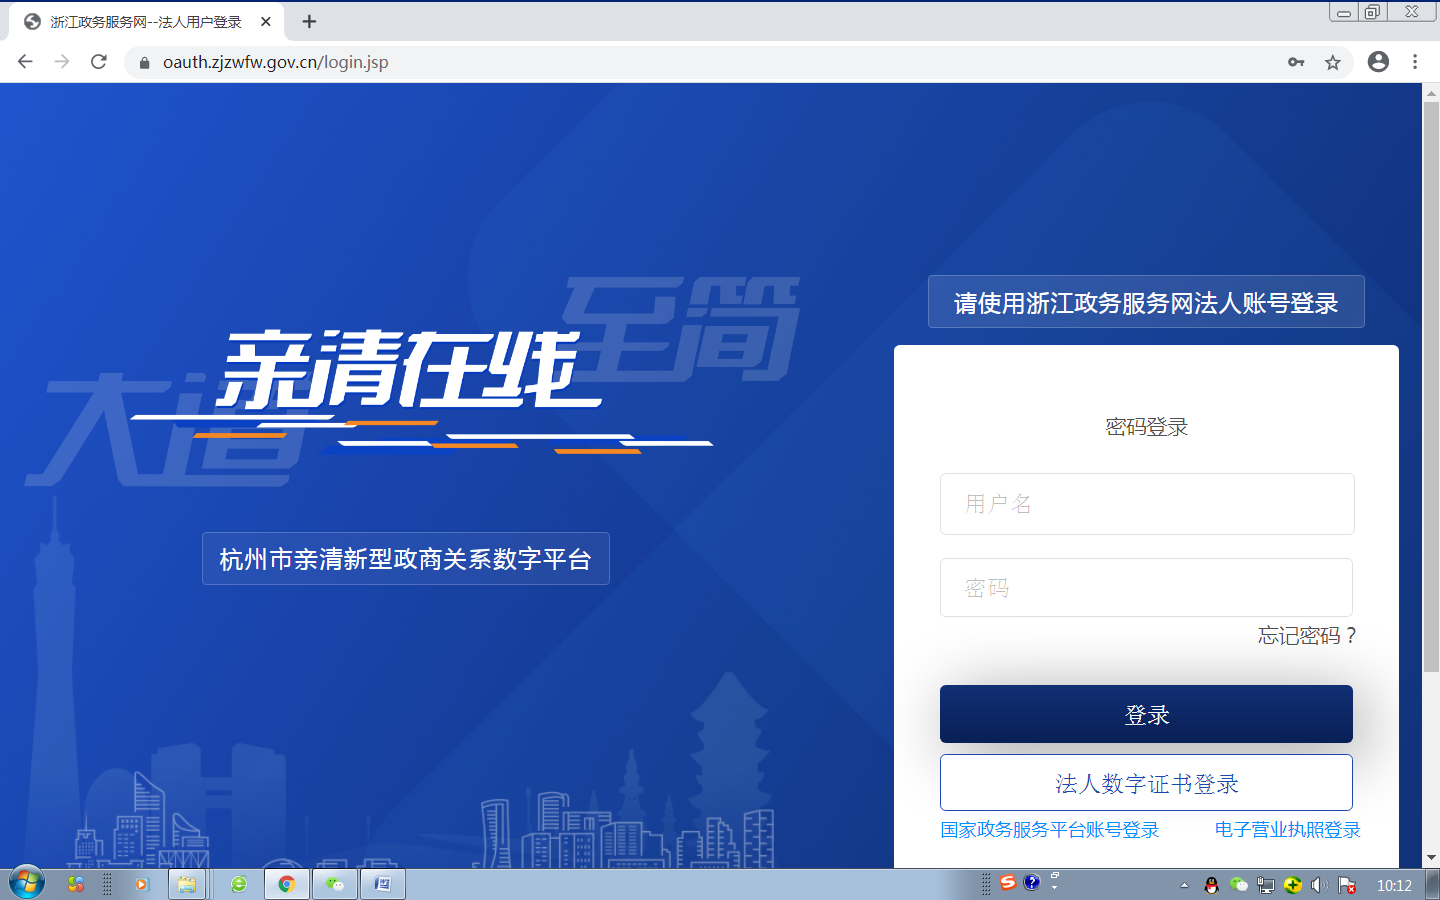 浙江政务服务网--法人用户登录
oauth.zjzwfw.gov.cn/login.jsp
大道
至简
亲清在线
杭州市亲清新型政商关系数字平台
请使用浙江政务服务网法人账号登录
密码登录
用户名
密码
忘记密码？
登录
法人数字证书登录
国家政务服务平台账号登录
电子营业执照登录
10:12